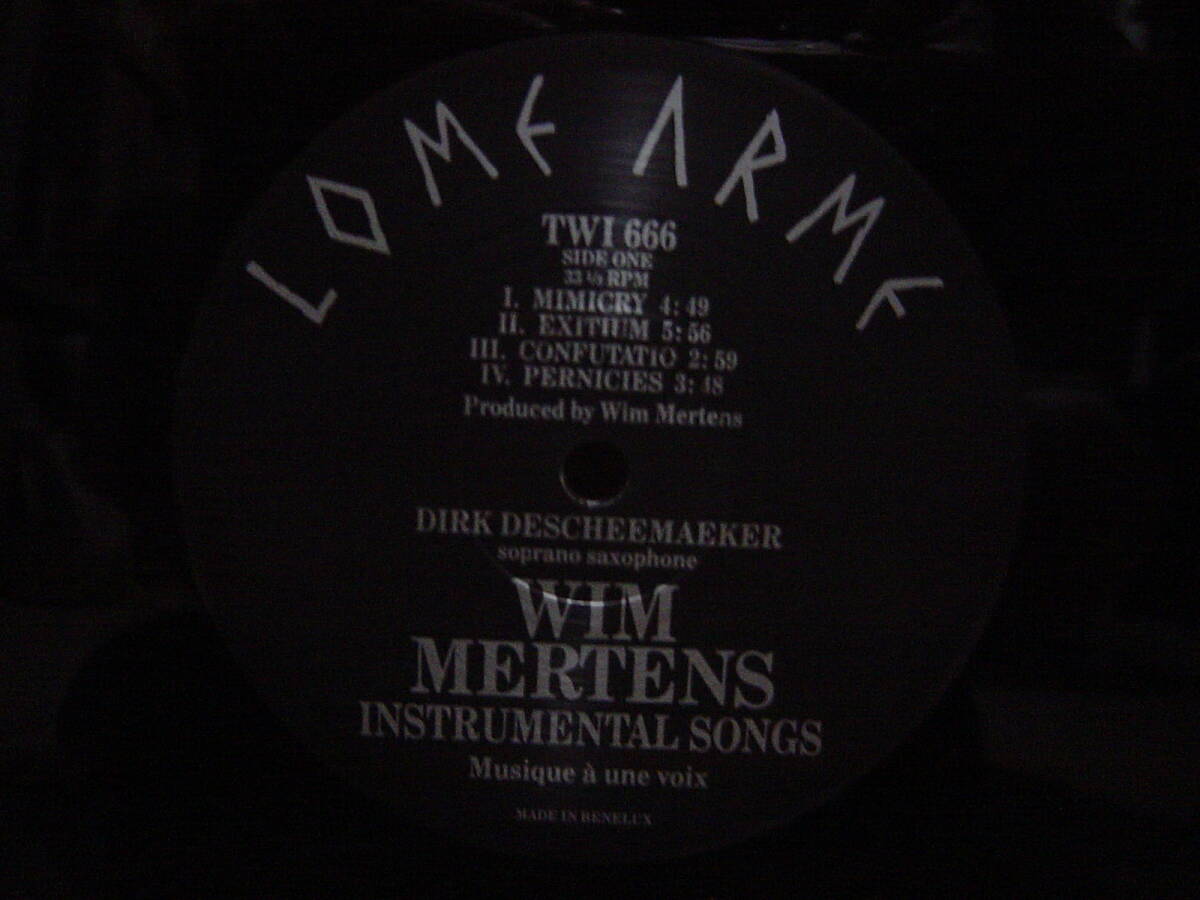 LOME ARME
TWI 666
SIDE ONE
33 ⅓ RPM
I. MIMICRY 4:49
II. EXITIUM 5:56
III. CONFUTATIO 2:59
IV. PERNICIES 3:48
Produced by Wim Mertens
DIRK DESCHEEMAEKER
soprano saxophone
WIM
MERTENS
INSTRUMENTAL SONGS
Musique à une voix
MADE IN BENELUX